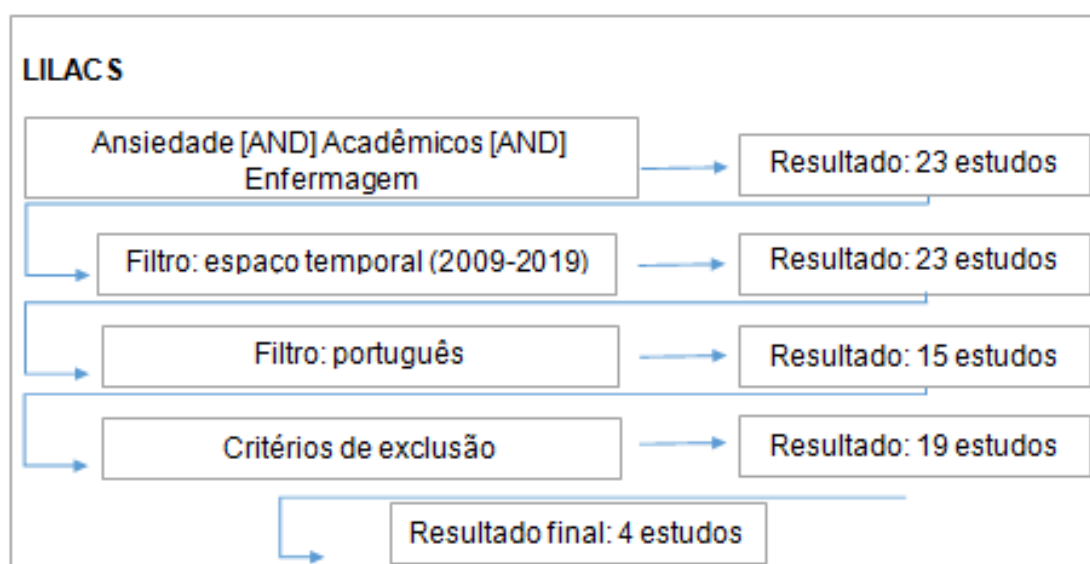 LILACS
Ansiedade [AND] Acadêmicos [AND]
Enfermagem
Resultado: 23 estudos
Filtro: espaço temporal (2009-2019)
Resultado: 23 estudos
Filtro: português
Resultado: 15 estudos
Critérios de exclusão
Resultado: 19 estudos
Resultado final: 4 estudos